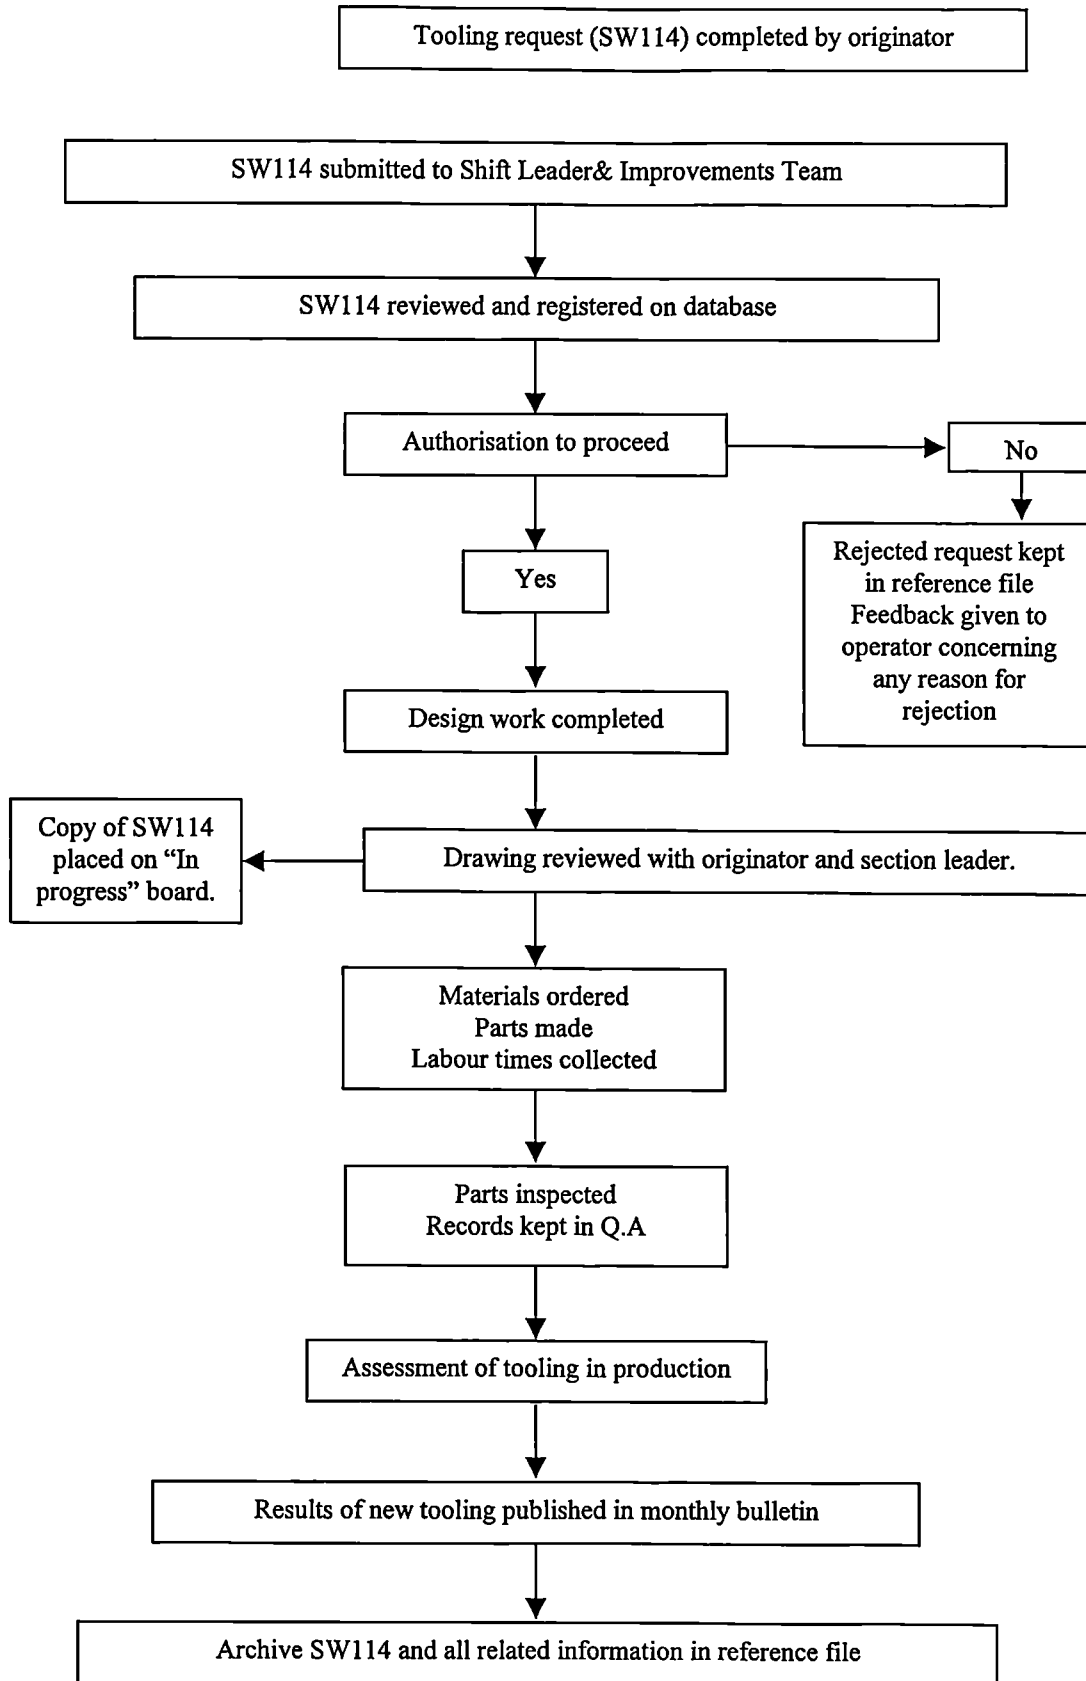 Tooling request (SW114) completed by originator
SW114 submitted to Shift Leader& Improvements Team
SW114 reviewed and registered on database
Authorisation to proceed
No
Yes
Rejected request kept
in reference file
Feedback given to
operator concerning
any reason for
rejection
Design work completed
Copy of SW114
placed on “In
progress” board.
Drawing reviewed with originator and section leader.
Materials ordered
Parts made
Labour times collected
Parts inspected
Records kept in Q.A
Assessment of tooling in production
Results of new tooling published in monthly bulletin
Archive SW114 and all related information in reference file